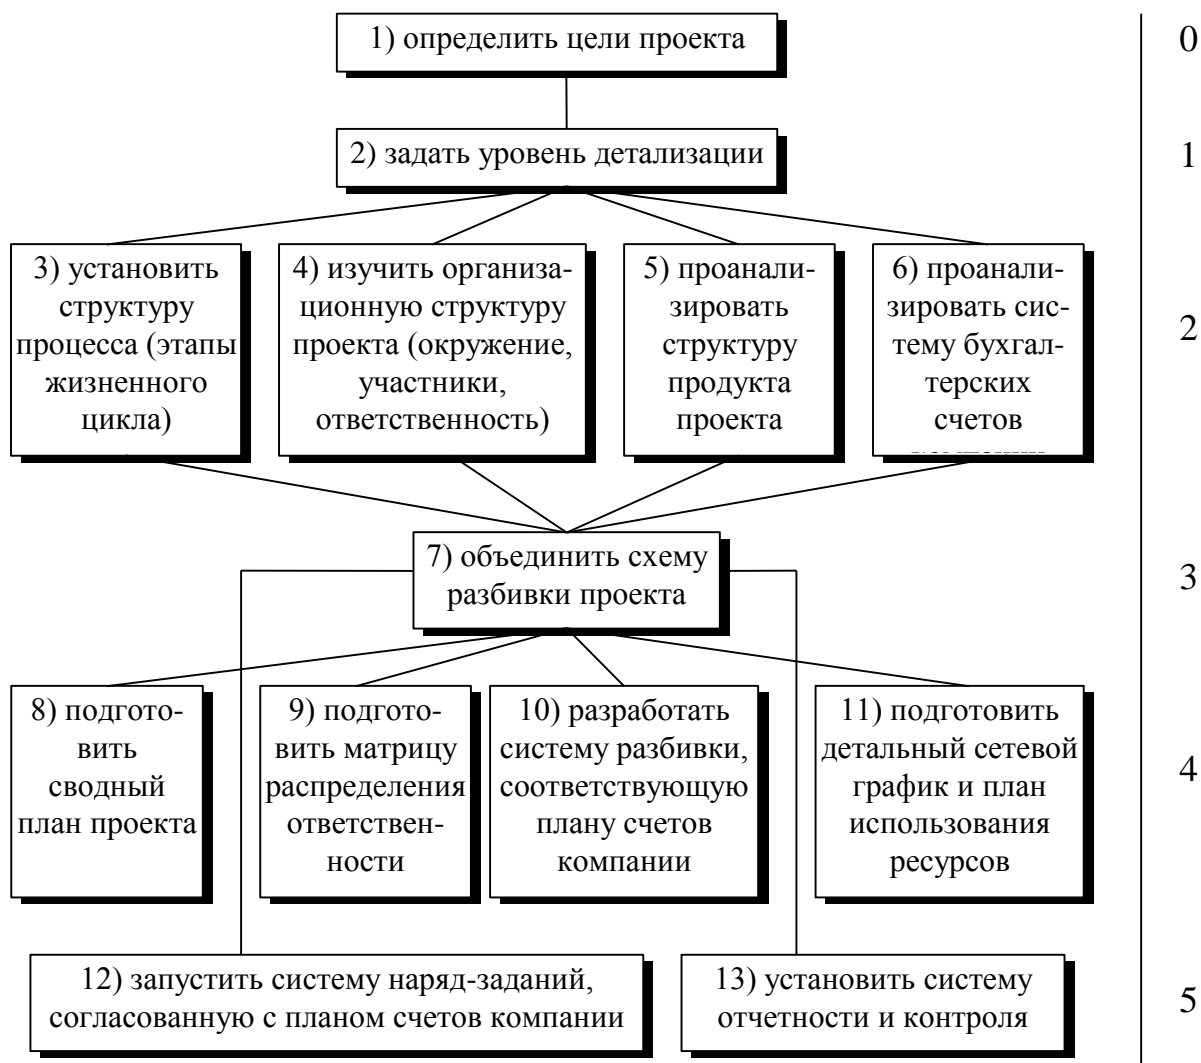 1) определить цели проекта
0
2) задать уровень детализации
1
3) установить
структуру
процесса (этапы
жизненного
цикла)
4) изучить организа-
ционную структуру
проекта (окружение,
участники,
ответственность)
5) проанали-
зировать
структуру
продукта
проекта
6) проанали-
зировать сис-
тему бухгал-
терских
счетов
2
7) объединить схему
разбивки проекта
3
8) подгото-
вить
сводный
план проекта
9) подгото-
вить матрицу
распределения
ответствен-
ности
10) разработать
систему разбивки,
соответствующую
плану счетов
компании
11) подготовить
детальный сетевой
график и план
использования
ресурсов
4
12) запустить систему наряд-заданий,
согласованную с планом счетов компании
13) установить систему
отчетности и контроля
5